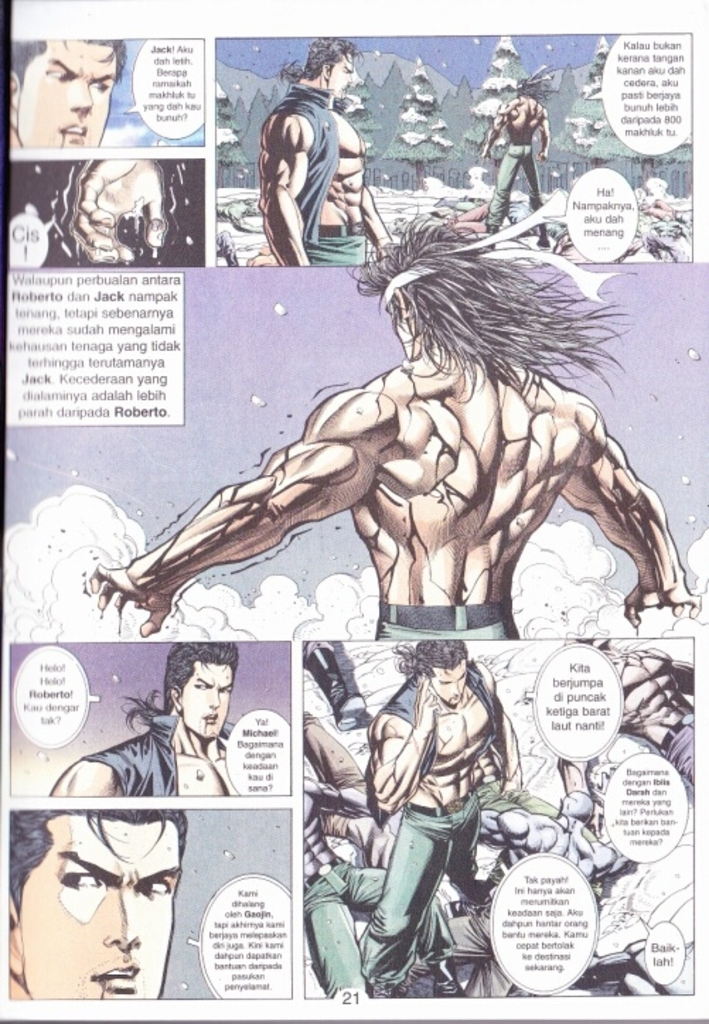 Jack! Aku
dah letih.
Berapa
ramaikah
makhluk tu
yang dah kau
bunuh?
Kalau bukan
kerana tangan
kanan aku dah
cedera, aku
pasti berjaya
bunuh lebih
daripada 800
makhluk tu.
Ha!
Nampaknya,
aku dah
menang
....
Cis
!
Walaupun perbualan antara
Roberto dan Jack nampak
tenang, tetapi sebenarnya
mereka sudah mengalami
kehausan tenaga yang tidak
terhingga terutamanya
Jack. Kecederaan yang
dialaminya adalah lebih
parah daripada Roberto.
Helo!
Helo!
Roberto!
Kau dengar
tak?
Ya!
Michael!
Bagaimana
dengan
keadaan
kau di
sana?
Kami
dihalang
oleh Gaojin,
tapi akhirnya kami
berjaya melepaskan
diri juga. Kini kami
dahpun dapatkan
bantuan daripada
pasukan
penyelamat.
Kita
berjumpa
di puncak
ketiga barat
laut nanti!
Bagaimana
dengan Iblis
Darah dan
mereka yang
lain? Perlukan
kita berikan ban-
tuan kepada
mereka?
Tak payah!
Ini hanya akan
merumitkan
keadaan saja. Aku
dahpun hantar orang
bantu mereka. Kamu
cepat bertolak
ke destinasi
sekarang.
Baik-
lah!
21